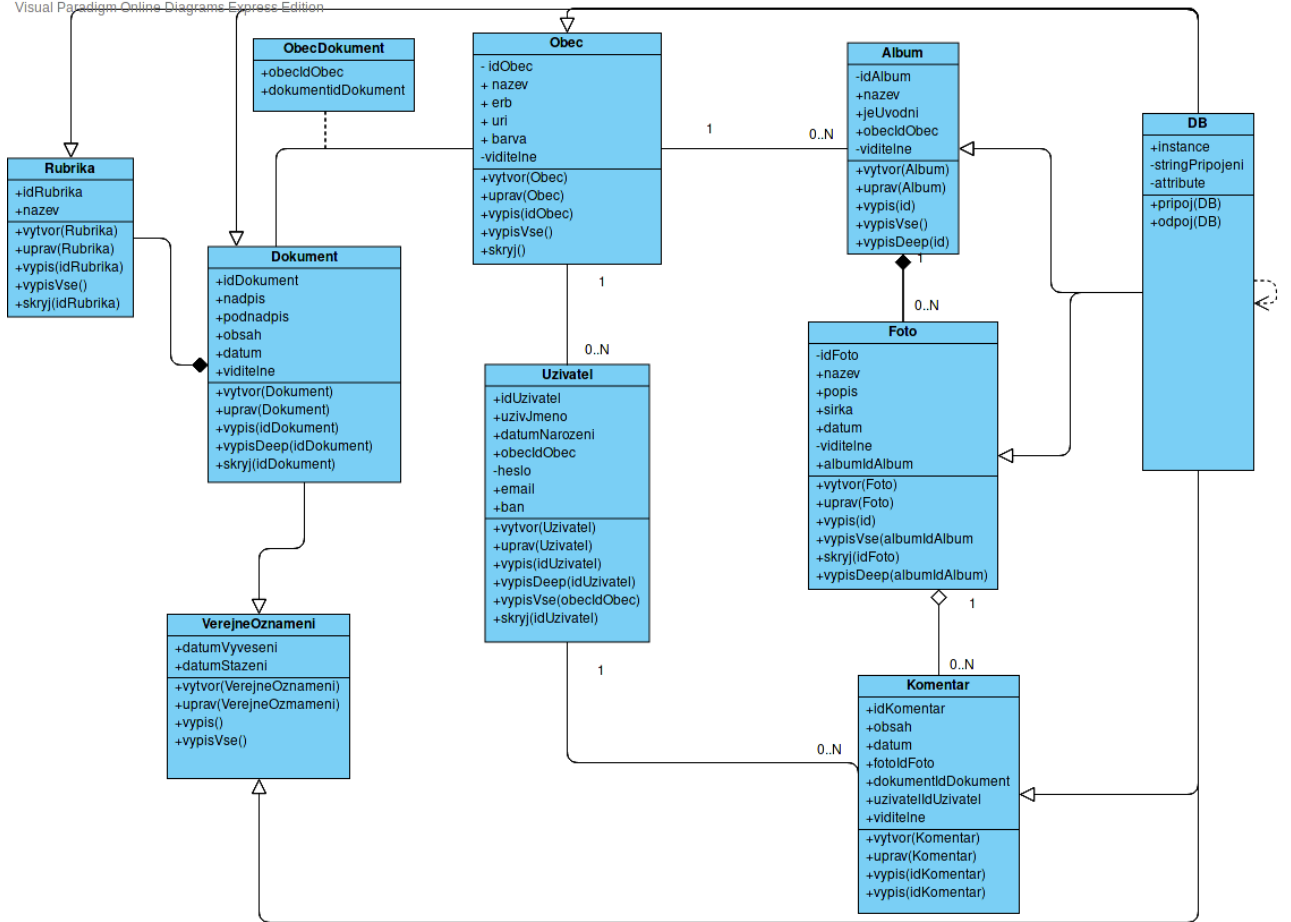 Visual Paradigm Online Diagrams Express Edition
ObecDokument
+obecIdObec
+dokumentidDokument
Obec
- idObec
+ nazev
+ erb
+ uri
+ barva
-viditelne
+vytvor(Obec)
+uprav(Obec)
+vypis(idObec)
+vypisVse()
+skryj()
1
0..N
Album
-idAlbum
+nazev
+jeUvodni
+obecIdObec
-viditelne
+vytvor(Album)
+uprav(Album)
+vypis(id)
+vypisVse()
+vypisDeep(id)
DB
+instance
-stringPripojeni
-attribute
+pripoj(DB)
+odpoj(DB)
Rubrika
+idRubrika
+nazev
+vytvor(Rubrika)
+uprav(Rubrika)
+vypis(idRubrika)
+vypisVse()
+skryj(idRubrika)
Dokument
+idDokument
+nadpis
+podnadpis
+obsah
+datum
+viditelne
+vytvor(Dokument)
+uprav(Dokument)
+vypis(idDokument)
+vypisDeep(idDokument)
+skryj(idDokument)
1
0..N
1
0..N
Uzivatel
+idUzivatel
+uzivJmeno
+datumNarozeni
+obecIdObec
-heslo
+email
+ban
+vytvor(Uzivatel)
+uprav(Uzivatel)
+vypis(idUzivatel)
+vypisDeep(idUzivatel)
+vypisVse(obecIdObec)
+skryj(idUzivatel)
Foto
-idFoto
+nazev
+popis
+sirka
+datum
-viditelne
+albumIdAlbum
+vytvor(Foto)
+uprav(Foto)
+vypis(id)
+vypisVse(albumIdAlbum
+skryj(idFoto)
+vypisDeep(albumIdAlbum)
1
0..N
VerejneOznameni
+datumVyveseni
+datumStazeni
+vytvor(VerejneOznameni)
+uprav(VerejneOzmameni)
+vypis()
+vypisVse()
1
0..N
Komentar
+idKomentar
+obsah
+datum
+fotoIdFoto
+dokumentIdDokument
+uzivatelIdUzivatel
+viditelne
+vytvor(Komentar)
+uprav(Komentar)
+vypis(idKomentar)
+vypis(idKomentar)